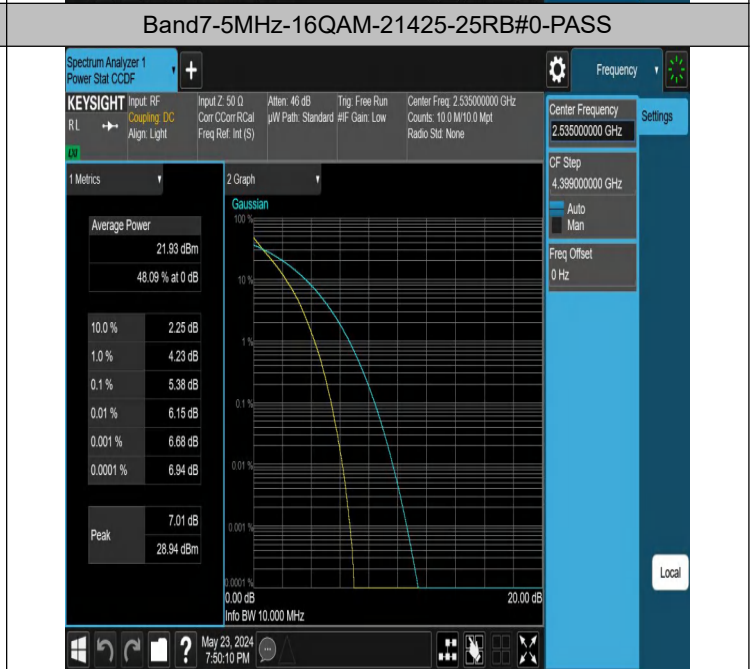 Band7-5MHz-16QAM-21425-25RB#0-PASS
Spectrum Analyzer 1
Power Stat CCDF
+
Frequency
KEYSIGHT
RL
LXI
Input: RF
Coupling: DC
Align: Light
Input Z: 50 Ω
Corr CCorr RCal
Freq Ref: Int (S)
Atten: 46 dB
µW Path: Standard
Trig: Free Run
#IF Gain: Low
Center Freq: 2.535000000 GHz
Counts: 10.0 M/10.0 Mpt
Radio Std: None
Center Frequency
2.535000000 GHz
Settings
CF Step
4.399000000 GHz
Auto
Man
Freq Offset
0 Hz
1 Metrics
Average Power
21.93 dBm
48.09 % at 0 dB
10.0 % 2.25 dB
1.0 % 4.23 dB
0.1 % 5.38 dB
0.01 % 6.15 dB
0.001 % 6.68 dB
0.0001 % 6.94 dB
Peak
7.01 dB
28.94 dBm
2 Graph
Gaussian
100 %
10 %
1 %
0.1 %
0.01 %
0.001 %
0.0001 %
0.00 dB
20.00 dB
Info BW 10.000 MHz
Local
?
May 23, 2024
7:50:10 PM